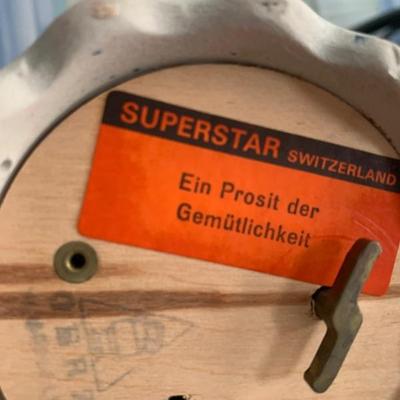 SUPERSTAR SWITZERLAND
Ein Prosit der
Gemütlichkeit